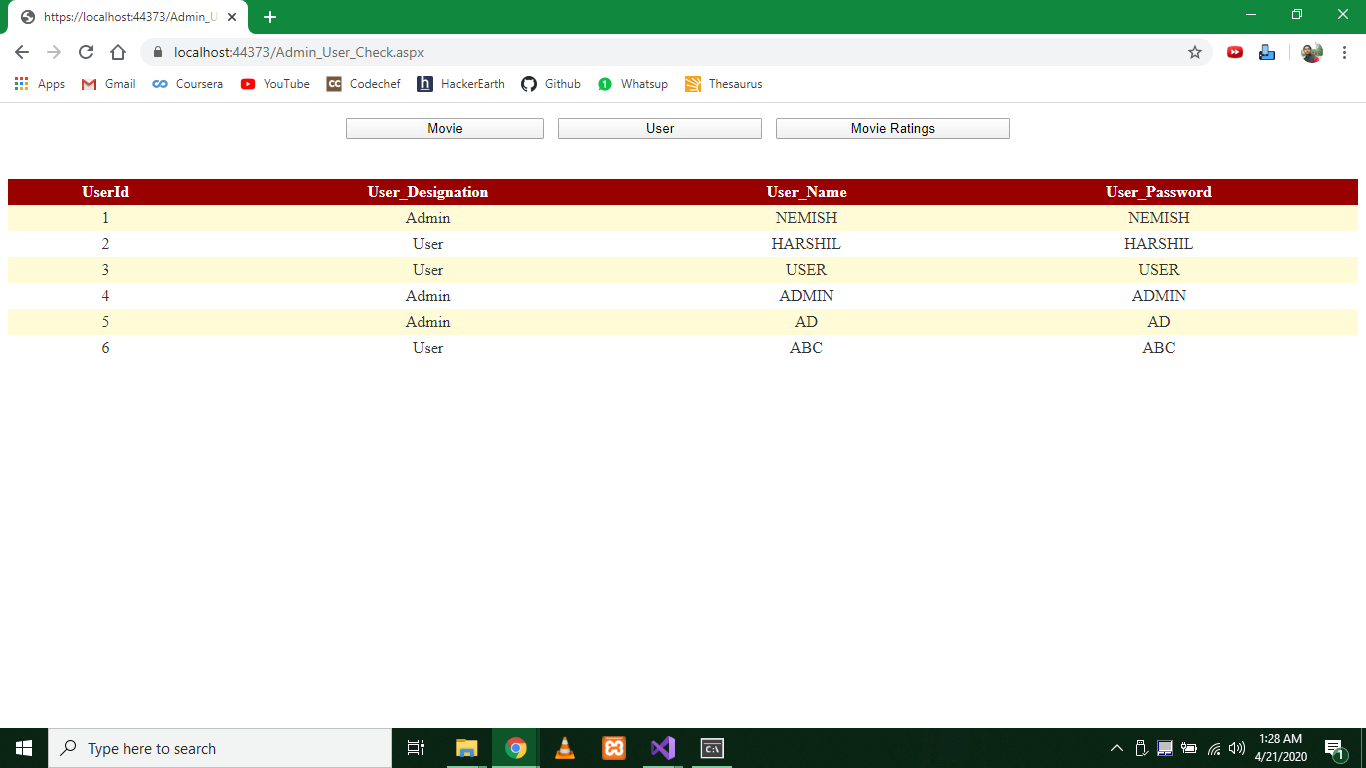 https://localhost:44373/Admin_U
localhost:44373/Admin_User_Check.aspx
Apps Gmail Coursera YouTube CC Codechef h HackerEarth Github 1 Whatsup Thesaurus
Movie User Movie Ratings
UserId User_Designation User_Name User_Password
1 Admin NEMISH NEMISH
2 User HARSHIL HARSHIL
3 User USER USER
4 Admin ADMIN ADMIN
5 Admin AD AD
6 User ABC ABC
Type here to search
C:\
1:28 AM
4/21/2020
1